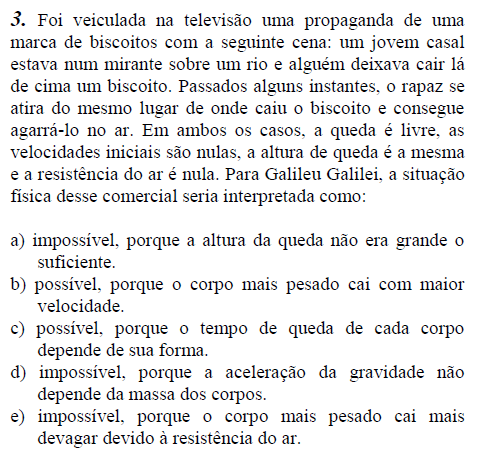 3. Foi veiculada na televisão uma propaganda de uma
marca de biscoitos com a seguinte cena: um jovem casal
estava num mirante sobre um rio e alguém deixava cair lá
de cima um biscoito. Passados alguns instantes, o rapaz se
atira do mesmo lugar de onde caiu o biscoito e consegue
agarrá-lo no ar. Em ambos os casos, a queda é livre, as
velocidades iniciais são nulas, a altura de queda é a mesma
e a resistência do ar é nula. Para Galileu Galilei, a situação
física desse comercial seria interpretada como:
a) impossível, porque a altura da queda não era grande o
suficiente.
b) possível, porque o corpo mais pesado cai com maior
velocidade.
c) possível, porque o tempo de queda de cada corpo
depende de sua forma.
d) impossível, porque a aceleração da gravidade não
depende da massa dos corpos.
e) impossível, porque o corpo mais pesado cai mais
devagar devido à resistência do ar.